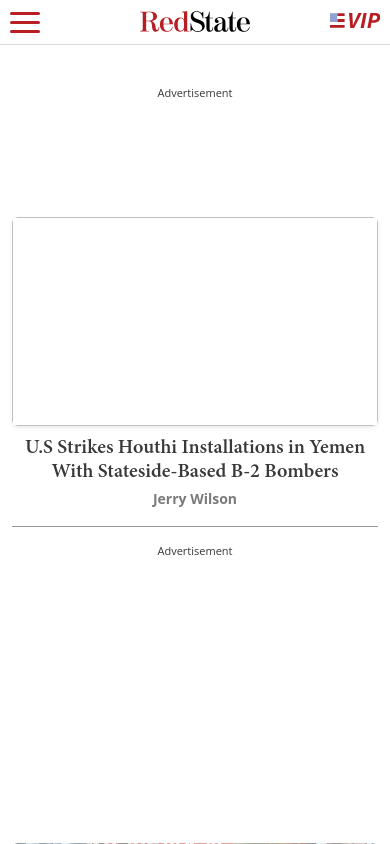 RedState
VIP
Advertisement
U.S Strikes Houthi Installations in Yemen
With Stateside-Based B-2 Bombers
Jerry Wilson
Advertisement